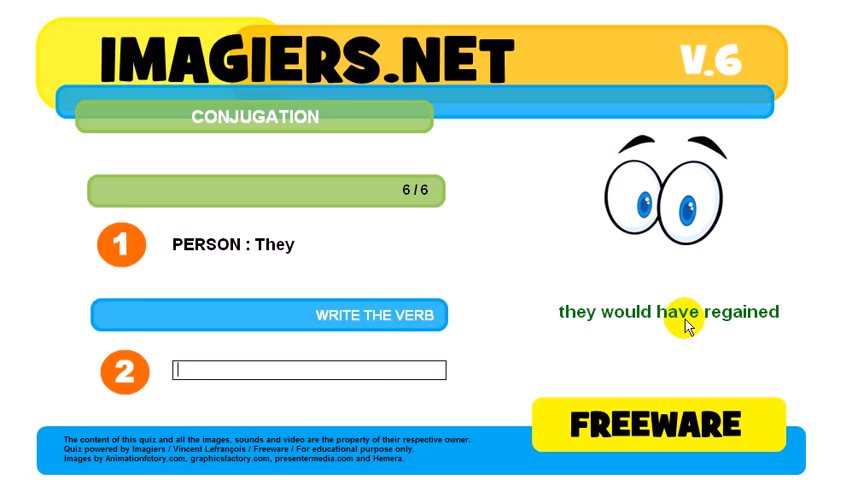 IMAGIERS.NET
V.6
CONJUGATION
6 / 6
1
PERSON : They
WRITE THE VERB
they would have regained
2
FREEWARE
The content of this quiz and all the images, sounds and video are the property of their respective owner.
Quiz powered by Imagiers / Vincent Lefrançois / Freeware / For educational purpose only.
Images by Animationfctory.com, graphicsfactory.com, presentermedia.com and Hemera.